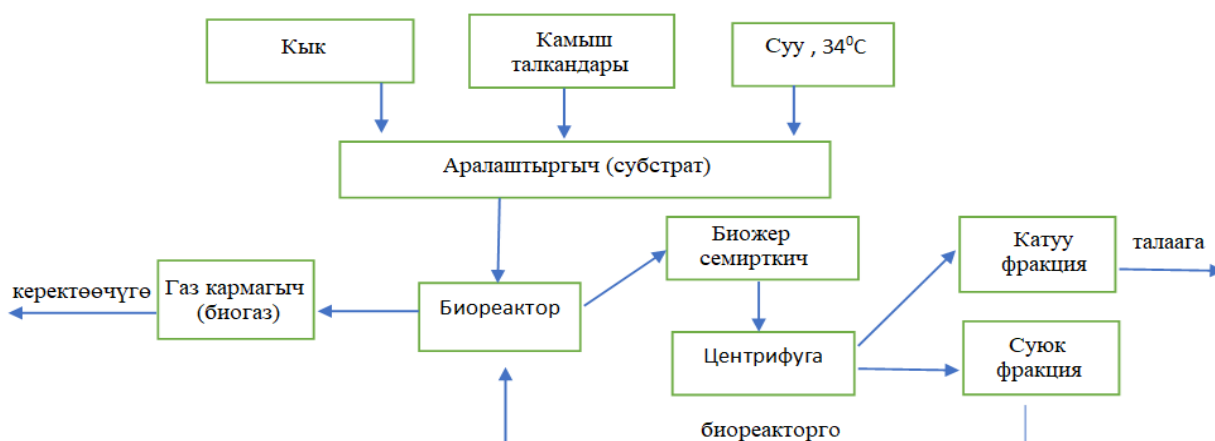 Кык
Камыш
талкандары
Суу , 34⁰С
Аралаштыргыч (субстрат)
Биожер
семирткич
Катуу
фракция
талаага
керектөөчүгө
Газ кармагыч
(биогаз)
Биореактор
Центрифуга
Суюк
фракция
биореакторго